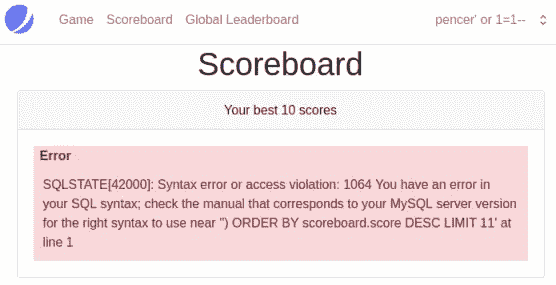 Game Scoreboard Global Leaderboard pencer' or 1=1--
Scoreboard
Your best 10 scores
Error
SQLSTATE[42000]: Syntax error or access violation: 1064 You have an error in
your SQL syntax; check the manual that corresponds to your MySQL server version
for the right syntax to use near '') ORDER BY scoreboard.score DESC LIMIT 11' at
line 1